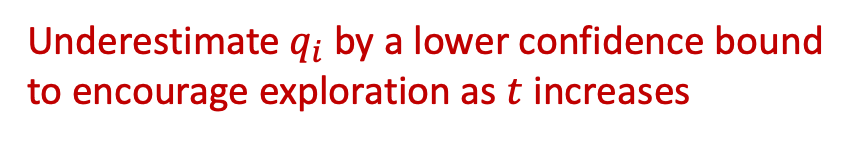 Underestimate qᵢ by a lower confidence bound
to encourage exploration as t increases